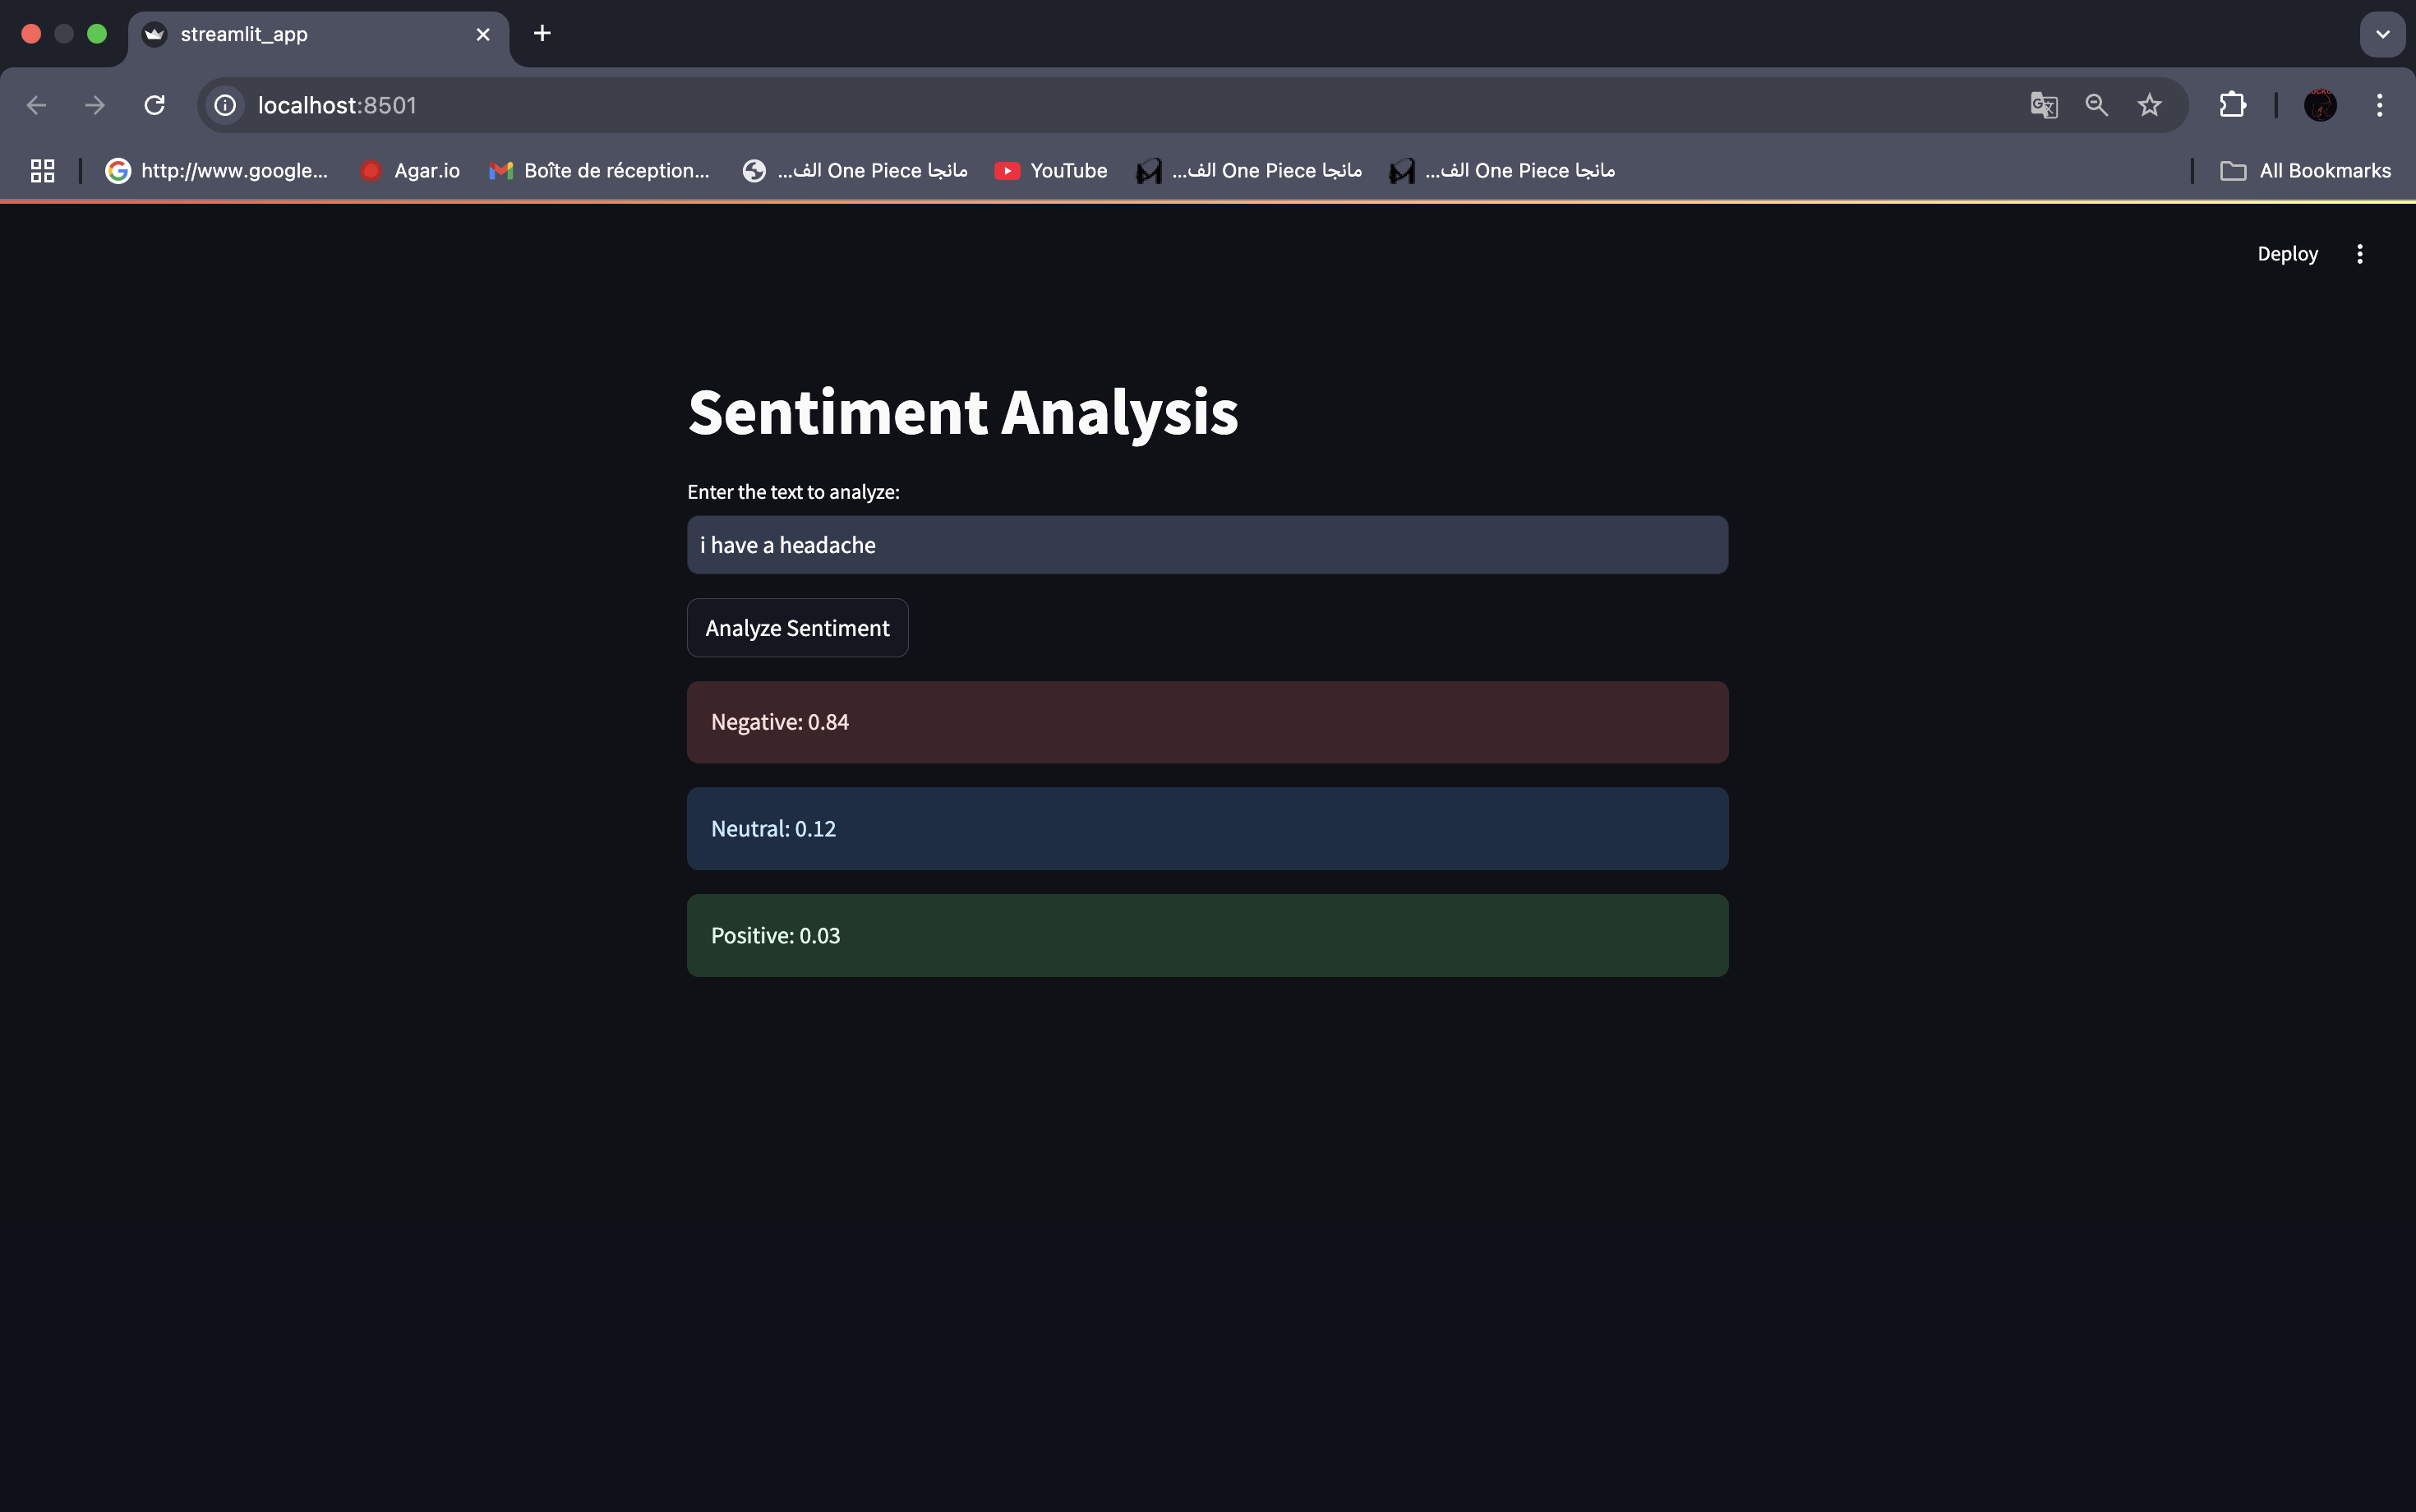 streamlit_app
localhost:8501
http://www.google...
Agar.io
Boîte de réception...
مانجا One Piece الف...
YouTube
مانجا One Piece الف...
مانجا One Piece الف...
All Bookmarks
Deploy
Sentiment Analysis
Enter the text to analyze:
i have a headache
Analyze Sentiment
Negative: 0.84
Neutral: 0.12
Positive: 0.03